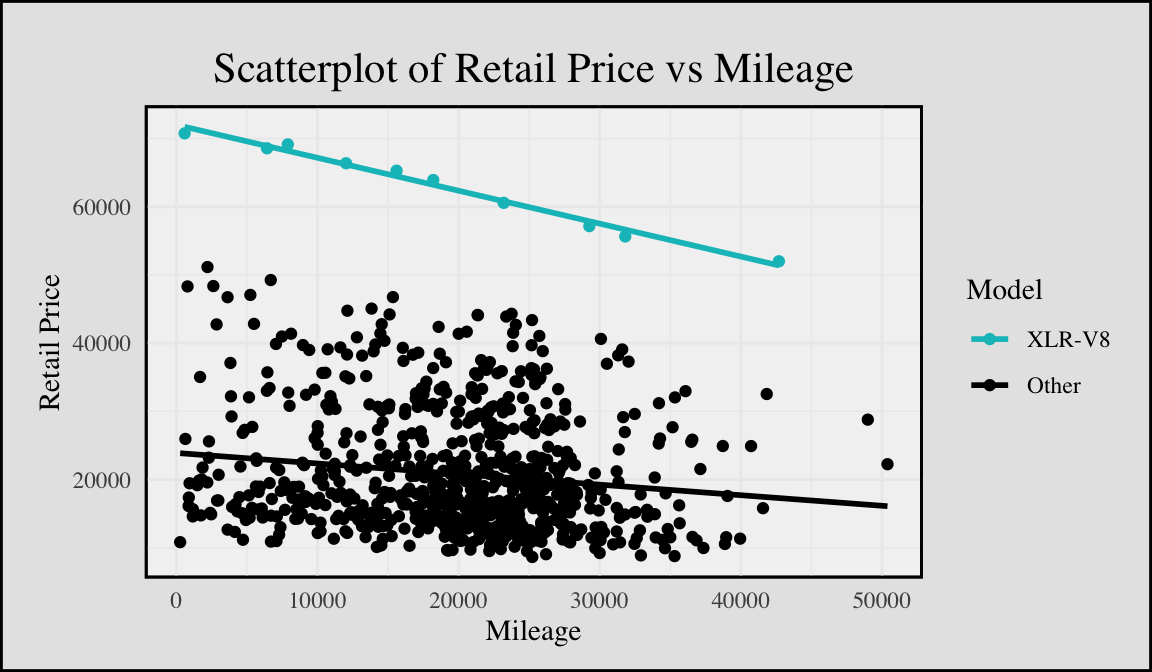 Scatterplot of Retail Price vs Mileage
Retail Price
60000
40000
20000
0 10000 20000 30000 40000 50000
Mileage
Model
XLR-V8
Other